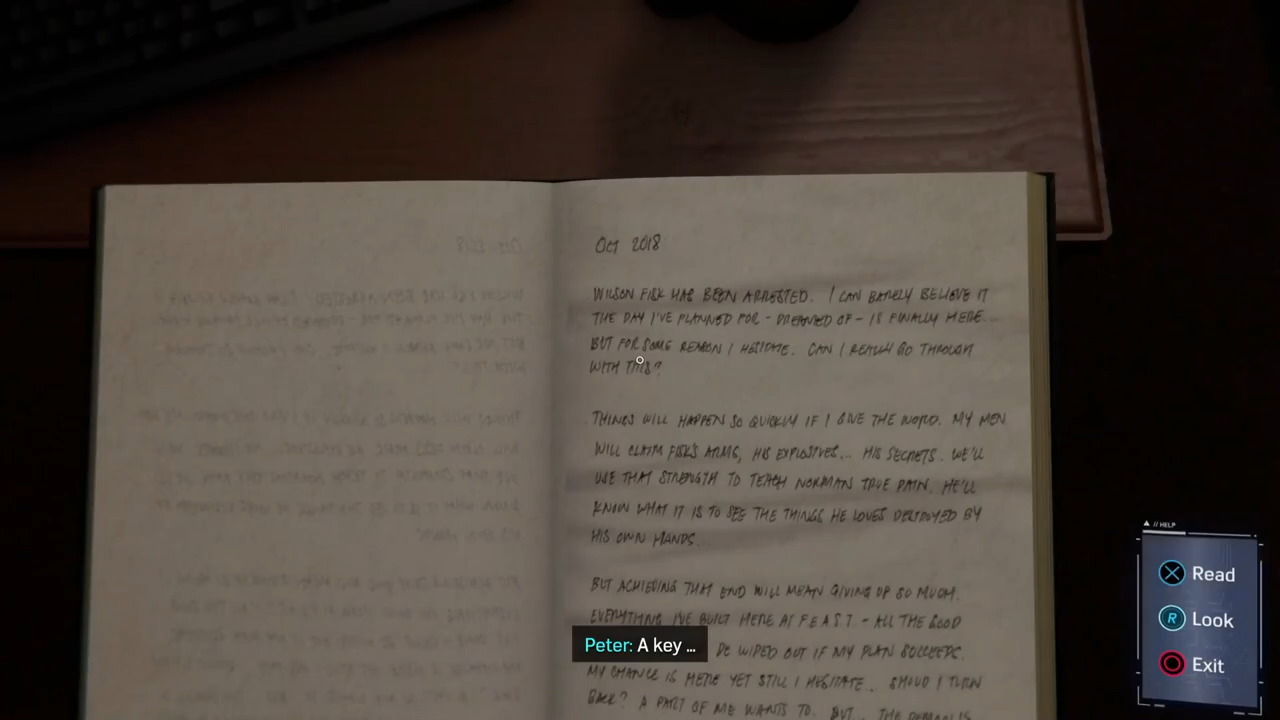 OCT 2018
WILSON FISK HAS BEEN ARRESTED. I CAN BARELY BELIEVE IT
THE DAY I'VE PLANNED FOR - DREAMED OF - IS FINALLY HERE...
BUT FOR SOME REASON I HESITATE. CAN I REALLY GO THROUGH
WITH THIS?
THINGS WILL HAPPEN SO QUICKLY IF I GIVE THE WORD. MY MEN
WILL CLAIM FISK'S ARMS, HIS EXPLOSIVES... HIS SECRETS. WE'LL
USE THAT STRENGTH TO TEACH NORMAN TRUE PAIN. HE'LL
KNOW WHAT IT IS TO SEE THE THINGS HE LOVES DESTROYED BY
HIS OWN HANDS...
BUT ACHIEVING THAT END WILL MEAN GIVING UP SO MUCH.
EVERYTHING I'VE BUILT HERE AT F.E.A.S.T. - ALL THE GOOD
BE WIPED OUT IF MY PLAN SUCCEEDS.
MY CHANCE IS HERE YET STILL I HESITATE... SHOULD I TURN
BACK? A PART OF ME WANTS TO. BUT... THE DEMON IS
Peter: A key ...
// HELP
Read
R Look
Exit